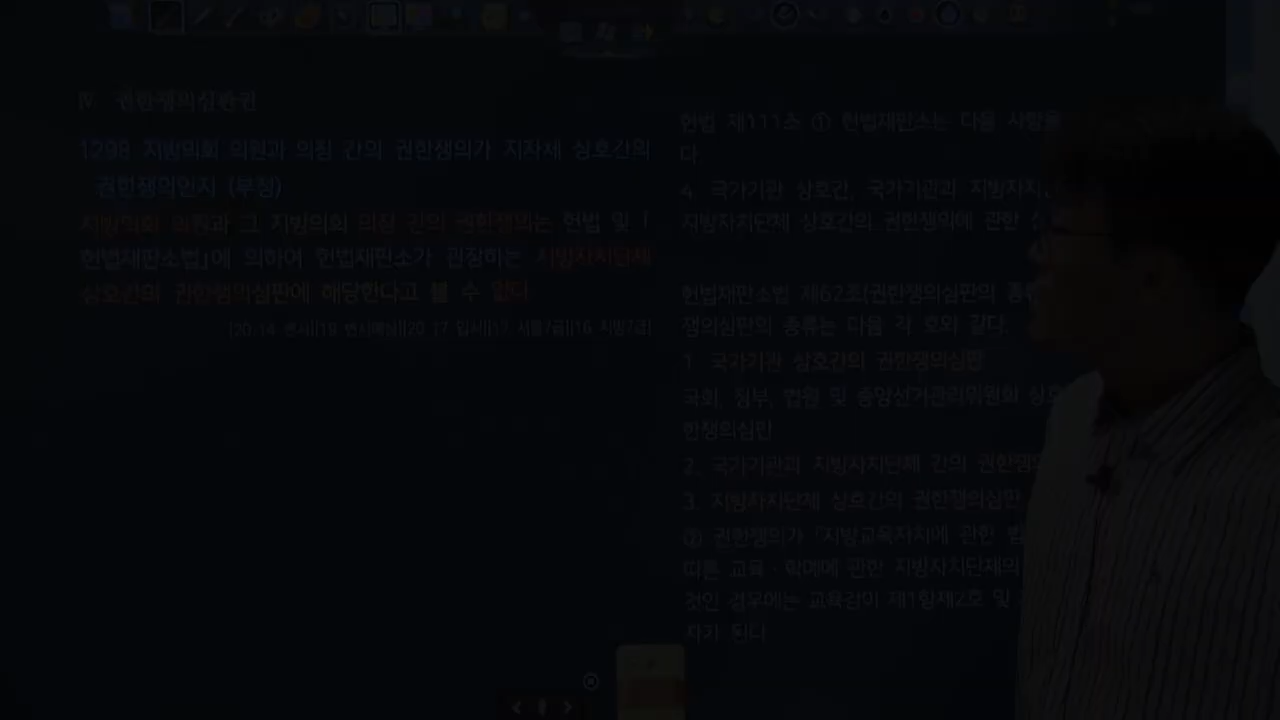 Ⅳ 권한쟁의심판권
1298 지방의회 의원과 의장 간의 권한쟁의가 지자체 상호간의
권한쟁의인지 (부정)
지방의회 의원과 그 지방의회 의장 간의 권한쟁의는 헌법 및 「
헌법재판소법」에 의하여 헌법재판소가 관장하는 지방자치단체
상호간의 권한쟁의심판에 해당한다고 볼 수 없다
헌법 제111조 ① 헌법재판소는 다음 사항을
다
4. 국가기관 상호간, 국가기관과 지방자치
지방자치단체 상호간의 권한쟁의에 관한
헌법재판소법 제62조(권한쟁의심판의 종류
쟁의심판의 종류는 다음 각 호와 같다.
1. 국가기관 상호간의 권한쟁의심판
국회, 정부, 법원 및 중앙선거관리위원회 상호
한쟁의심판
2. 국가기관과 지방자치단체 간의 권한쟁의
3. 지방자치단체 상호간의 권한쟁의심판
② 권한쟁의가 「지방교육자치에 관한 법
따른 교육·학예에 관한 지방자치단체의
것인 경우에는 교육감이 제1항제2호 및
자가 된다